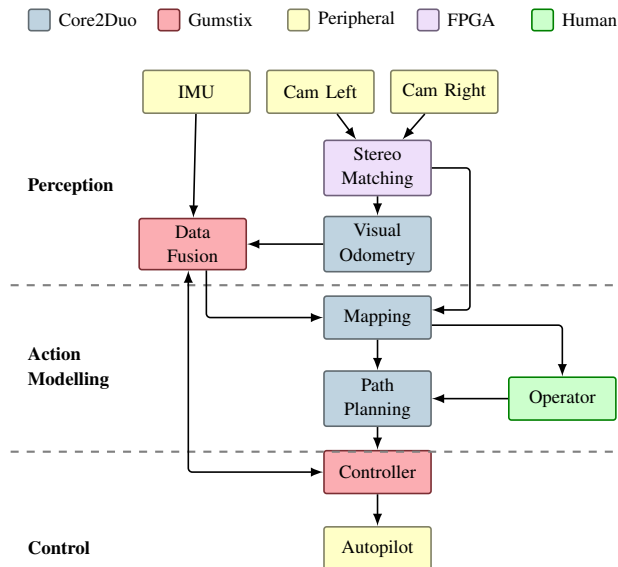 Core2Duo Gumstix Peripheral FPGA Human
IMU Cam Left Cam Right
Stereo
Matching
Perception
Data
Fusion
Visual
Odometry
Mapping
Action
Modelling
Path
Planning
Operator
Controller
Autopilot
Control